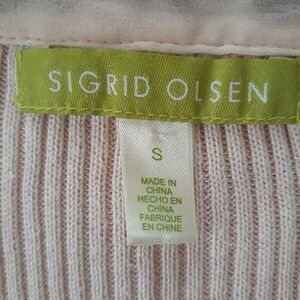 SIGRID OLSEN
S
MADE IN
CHINA
HECHO EN
CHINA
FABRIQUE
EN CHINE